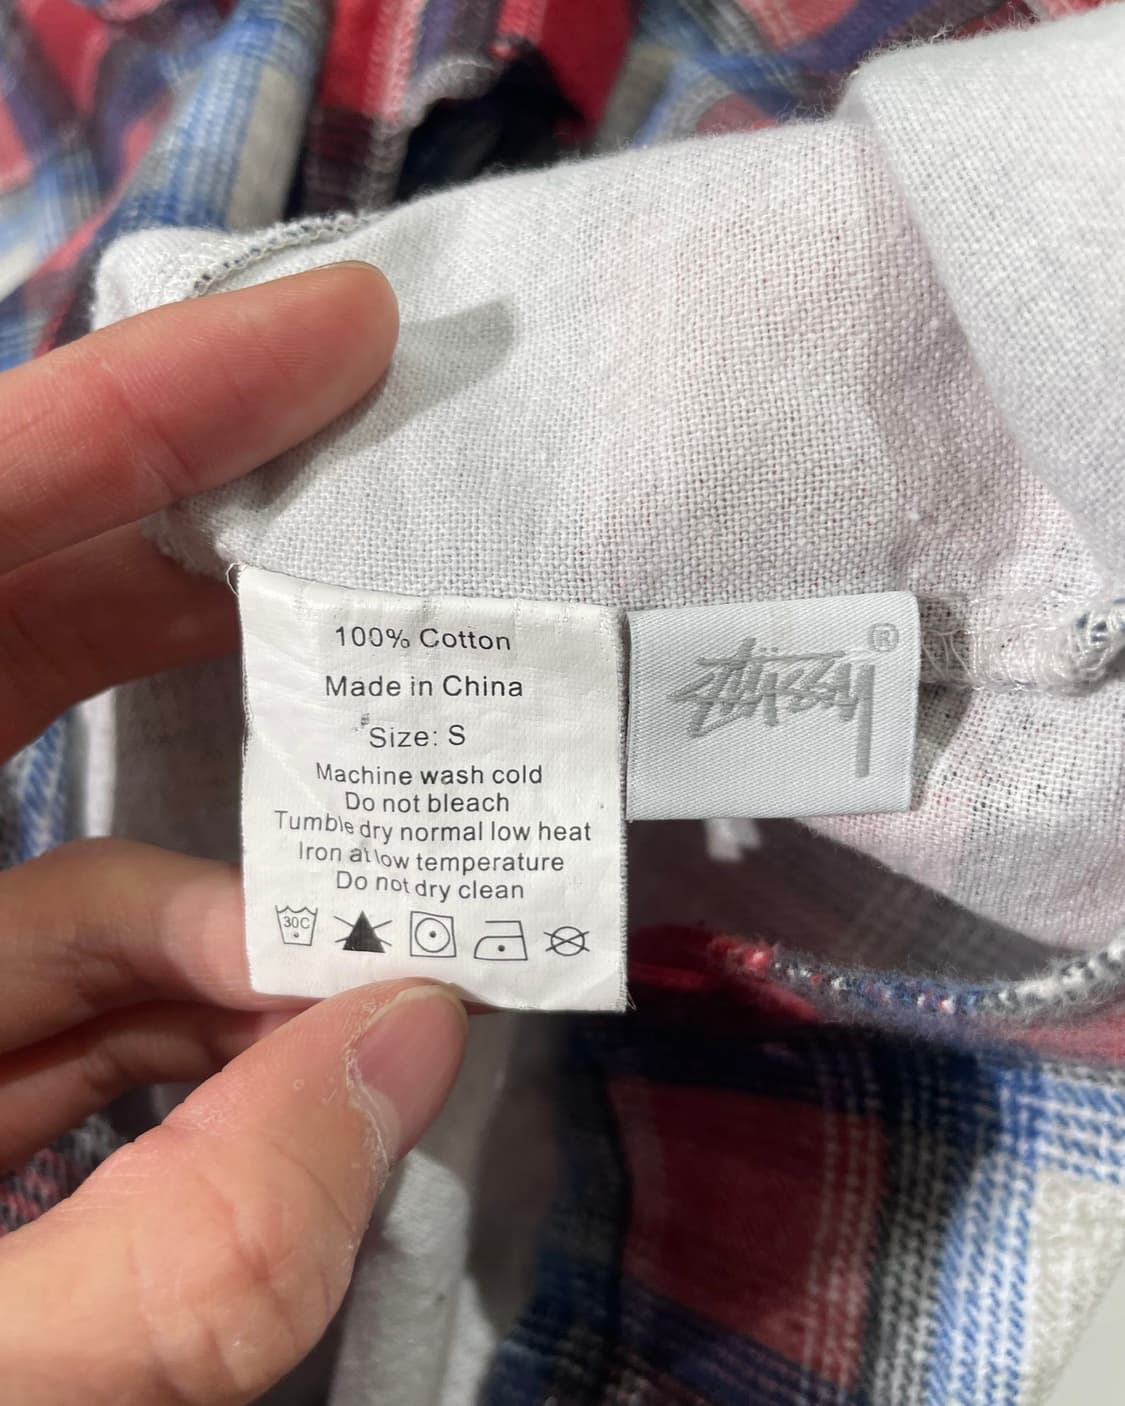 100% Cotton
Made in China
Size: S
Machine wash cold
Do not bleach
Tumble dry normal low heat
Iron at low temperature
Do not dry clean
30C
STÜSSY®